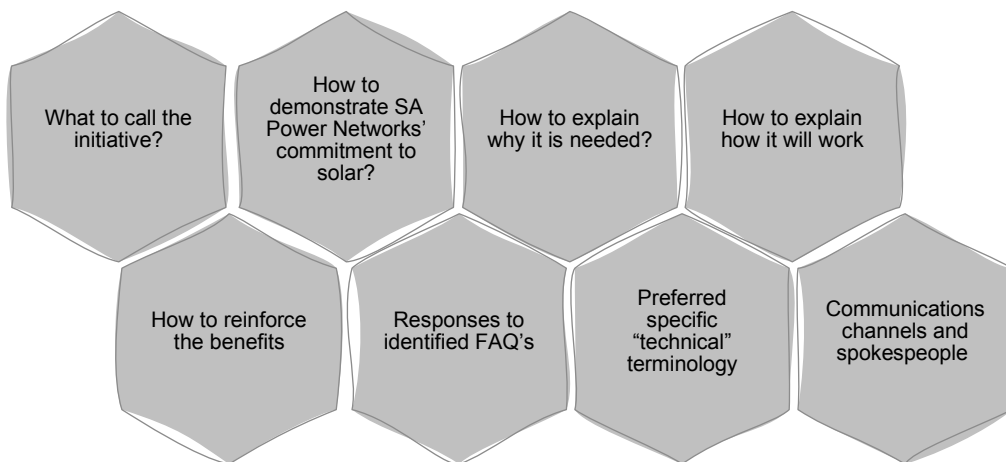 What to call the
initiative?
How to
demonstrate SA
Power Networks’
commitment to
solar?
How to explain
why it is needed?
How to explain
how it will work
How to reinforce
the benefits
Responses to
identified FAQ’s
Preferred
specific
“technical”
terminology
Communications
channels and
spokespeople